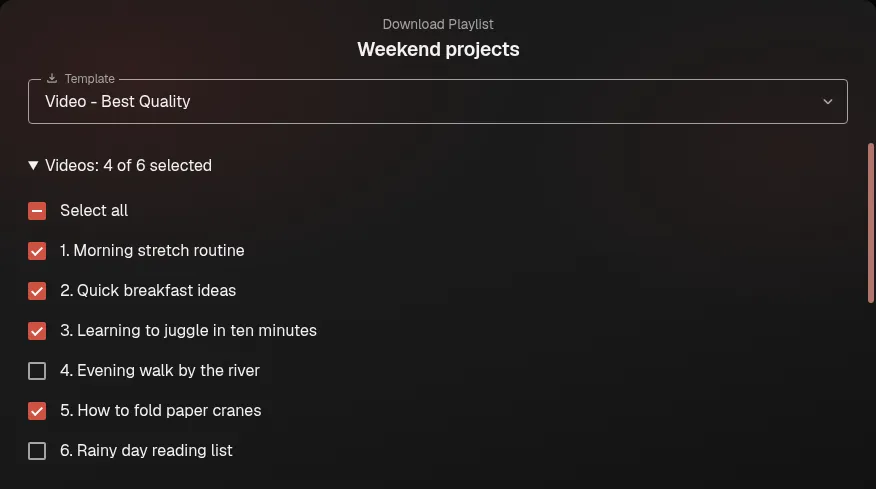 Download Playlist
Weekend projects
Template
Video - Best Quality
Videos: 4 of 6 selected
Select all
1. Morning stretch routine
2. Quick breakfast ideas
3. Learning to juggle in ten minutes
4. Evening walk by the river
5. How to fold paper cranes
6. Rainy day reading list